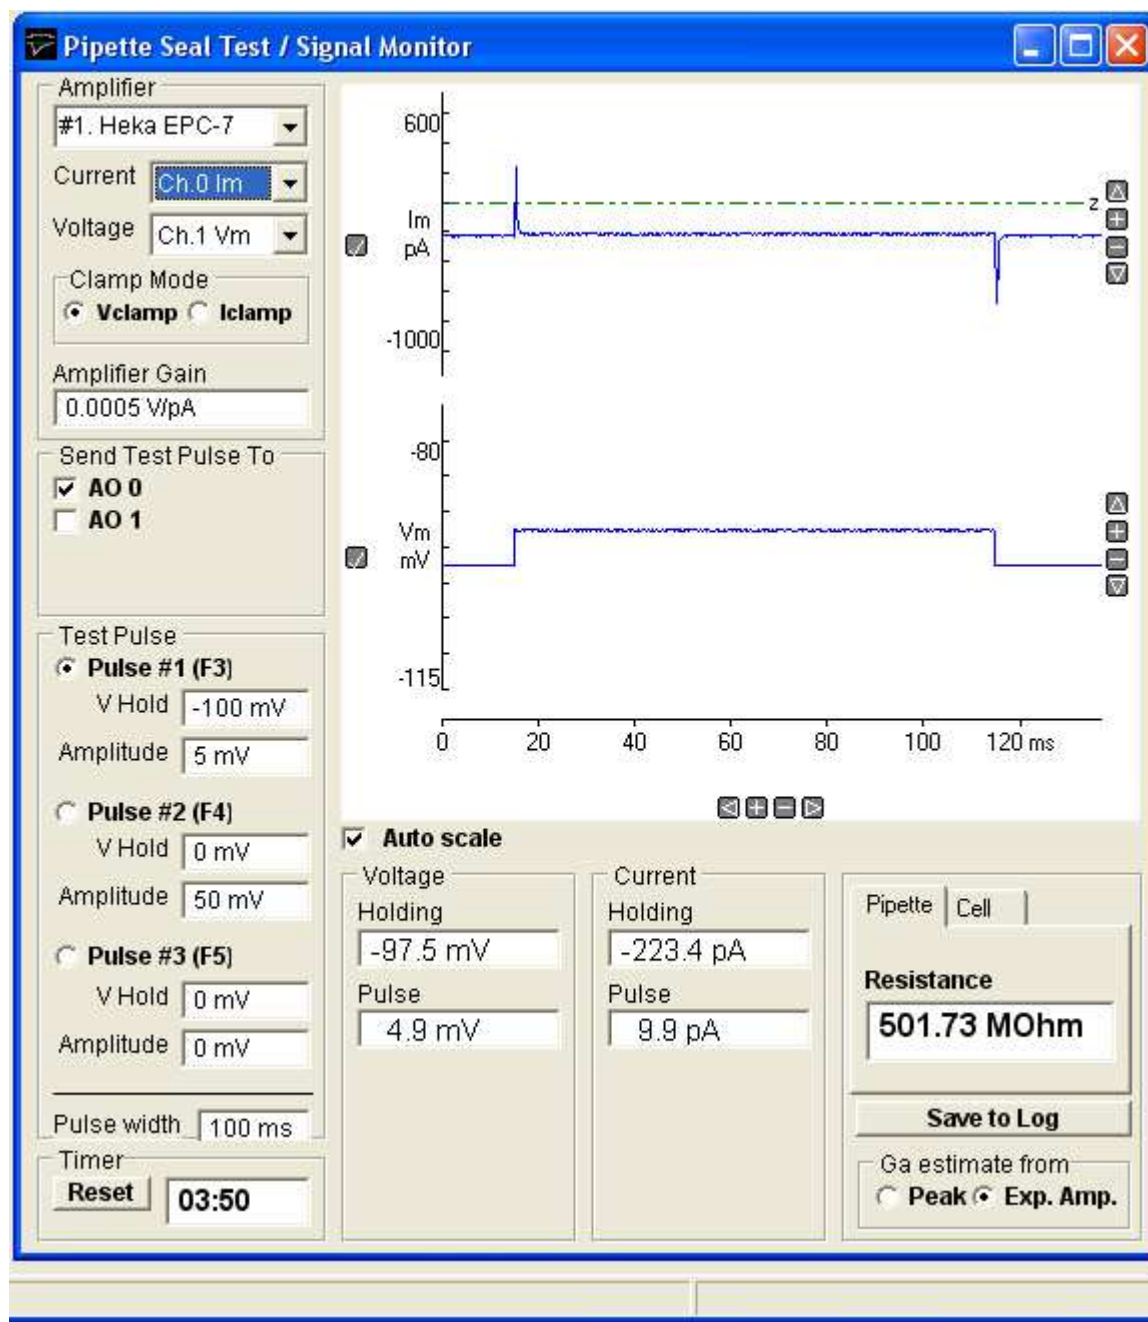 Pipette Seal Test / Signal Monitor
Amplifier
#1. Heka EPC-7
Current Ch.0 Im
Voltage Ch.1 Vm
Clamp Mode
Vclamp Iclamp
Amplifier Gain
0.0005 V/pA
Send Test Pulse To
AO 0
AO 1
Test Pulse
Pulse #1 (F3)
V Hold -100 mV
Amplitude 5 mV
Pulse #2 (F4)
V Hold 0 mV
Amplitude 50 mV
Pulse #3 (F5)
V Hold 0 mV
Amplitude 0 mV
Pulse width 100 ms
Timer
Reset 03:50
600
Im
pA
z
-1000
-80
Vm
mV
-115
0 20 40 60 80 100 120 ms
Auto scale
Voltage
Holding
-97.5 mV
Pulse
4.9 mV
Current
Holding
-223.4 pA
Pulse
9.9 pA
Pipette Cell
Resistance
501.73 MOhm
Save to Log
Ga estimate from
Peak Exp. Amp.